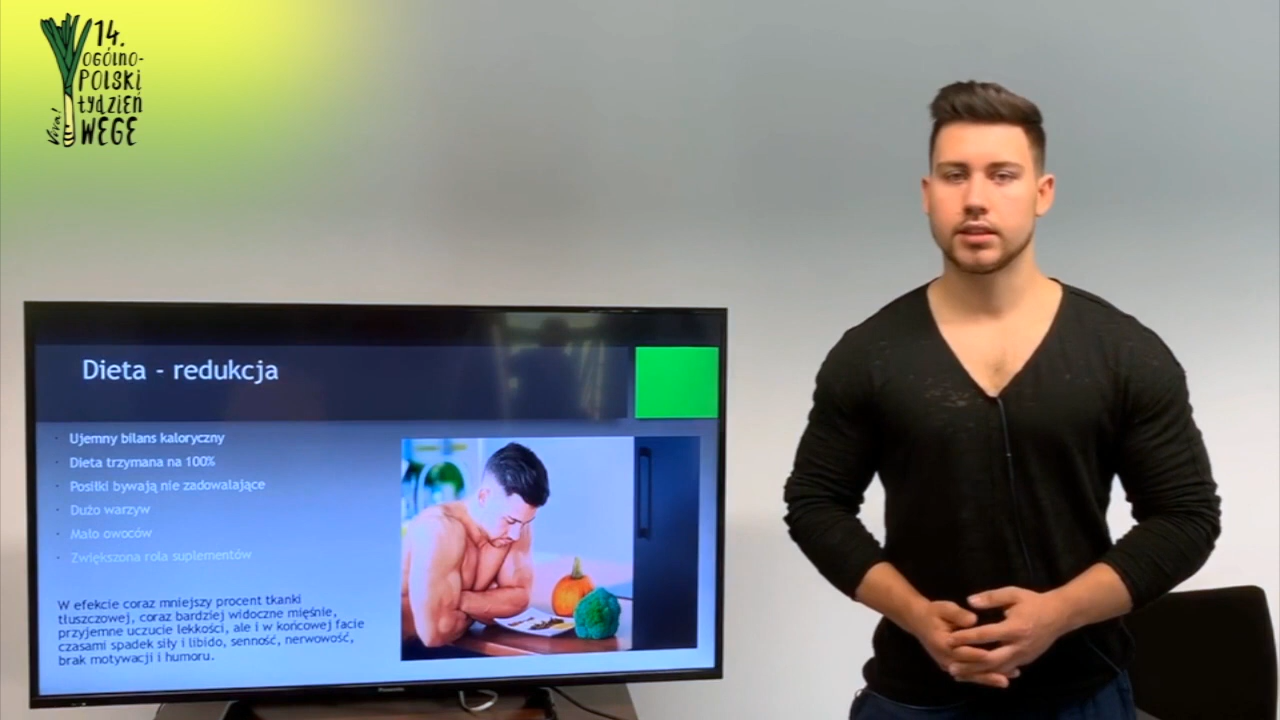 14.
OGÓLNO-
POLSKI
tydzień
WEGE
Viva!
Dieta - redukcja
Ujemny bilans kaloryczny
Dieta trzymana na 100%
Posiłki bywają nie zadowalające
Dużo warzyw
Mało owoców
Zwiększona rola suplementów
W efekcie coraz mniejszy procent tkanki
tłuszczowej, coraz bardziej widoczne mięśnie,
przyjemne uczucie lekkości, ale i w końcowej facie
czasami spadek siły i libido, senność, nerwowość,
brak motywacji i humoru.
Panasonic